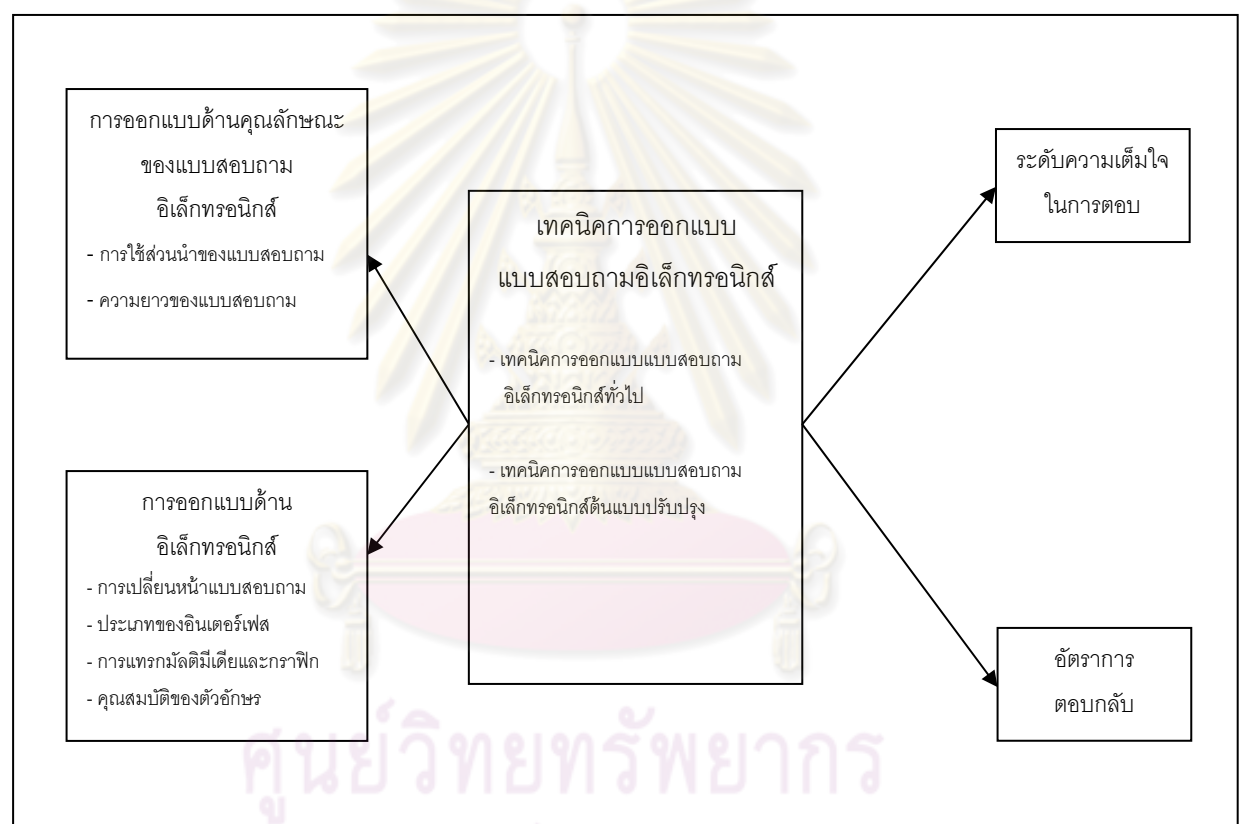 การออกแบบด้านคุณลักษณะ
ของแบบสอบถาม
อิเล็กทรอนิกส์
- การใช้ส่วนนำของแบบสอบถาม
- ความยาวของแบบสอบถาม
การออกแบบด้าน
อิเล็กทรอนิกส์
- การเปลี่ยนหน้าแบบสอบถาม
- ประเภทของอินเตอร์เฟส
- การแทรกมัลติมีเดียและกราฟิก
- คุณสมบัติของตัวอักษร
เทคนิคการออกแบบ
แบบสอบถามอิเล็กทรอนิกส์
- เทคนิคการออกแบบแบบสอบถาม
อิเล็กทรอนิกส์ทั่วไป
- เทคนิคการออกแบบแบบสอบถาม
อิเล็กทรอนิกส์ต้นแบบปรับปรุง
ระดับความเต็มใจ
ในการตอบ
อัตราการ
ตอบกลับ
ศูนย์วิทยทรัพยากร